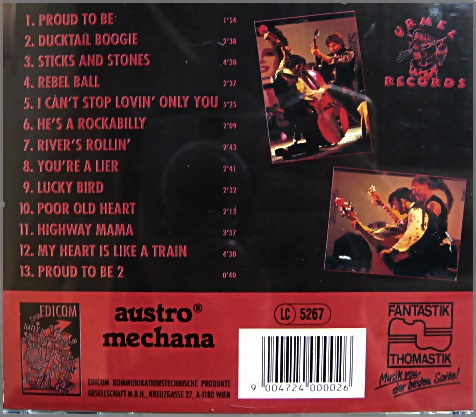 1. PROUD TO BE 1'54
2. DUCKTAIL BOOGIE 2'38
3. STICKS AND STONES 4'30
4. REBEL BALL 2'37
5. I CAN'T STOP LOVIN' ONLY YOU 5'25
6. HE'S A ROCKABILLY 2'09
7. RIVER'S ROLLIN' 2'43
8. YOU'RE A LIER 2'41
9. LUCKY BIRD 2'32
10. POOR OLD HEART 2'13
11. HIGHWAY MAMA 3'37
12. MY HEART IS LIKE A TRAIN 4'30
13. PROUD TO BE 2 0'40
URMEL
RECORDS
EDICOM
austro®
mechana
LC 5267
FANTASTIK
THOMASTIK
Musik von
der besten Saite!
EDICOM KOMMUNIKATIONSTECHNISCHE PRODUKTE
GESELLSCHAFT M.B.H., KREUZGASSE 27, A-1180 WIEN
9 004724 000026